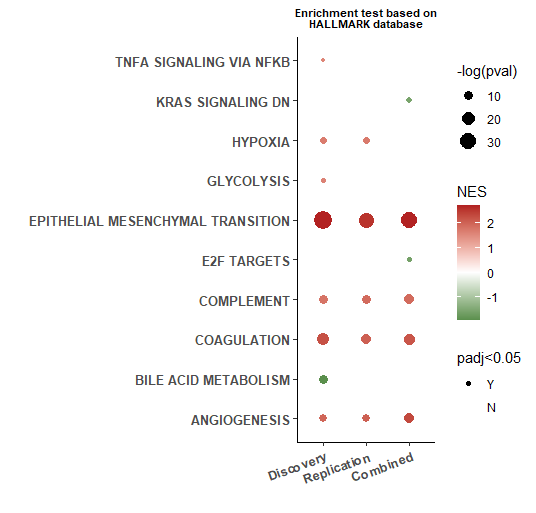 Enrichment test based on
HALLMARK database
TNFA SIGNALING VIA NFKB
KRAS SIGNALING DN
HYPOXIA
GLYCOLYSIS
EPITHELIAL MESENCHYMAL TRANSITION
E2F TARGETS
COMPLEMENT
COAGULATION
BILE ACID METABOLISM
ANGIOGENESIS
Discovery
Replication
Combined
-log(pval)
10
20
30
NES
2
1
0
-1
padj<0.05
Y
N